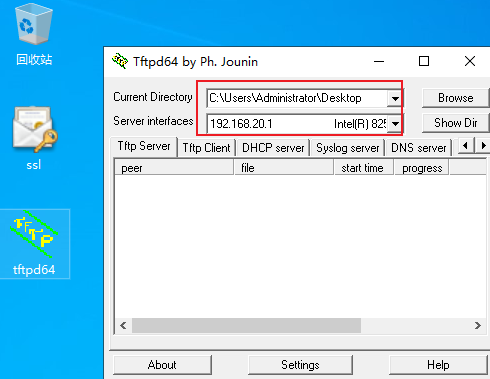 回收站
ssl
TFTP
tftpd64
Tftpd64 by Ph. Jounin
Current Directory C:\Users\Administrator\Desktop Browse
Server interfaces 192.168.20.1 Intel(R) 825 Show Dir
Tftp Server Tftp Client DHCP server Syslog server DNS server
peer file start time progress
About Settings Help